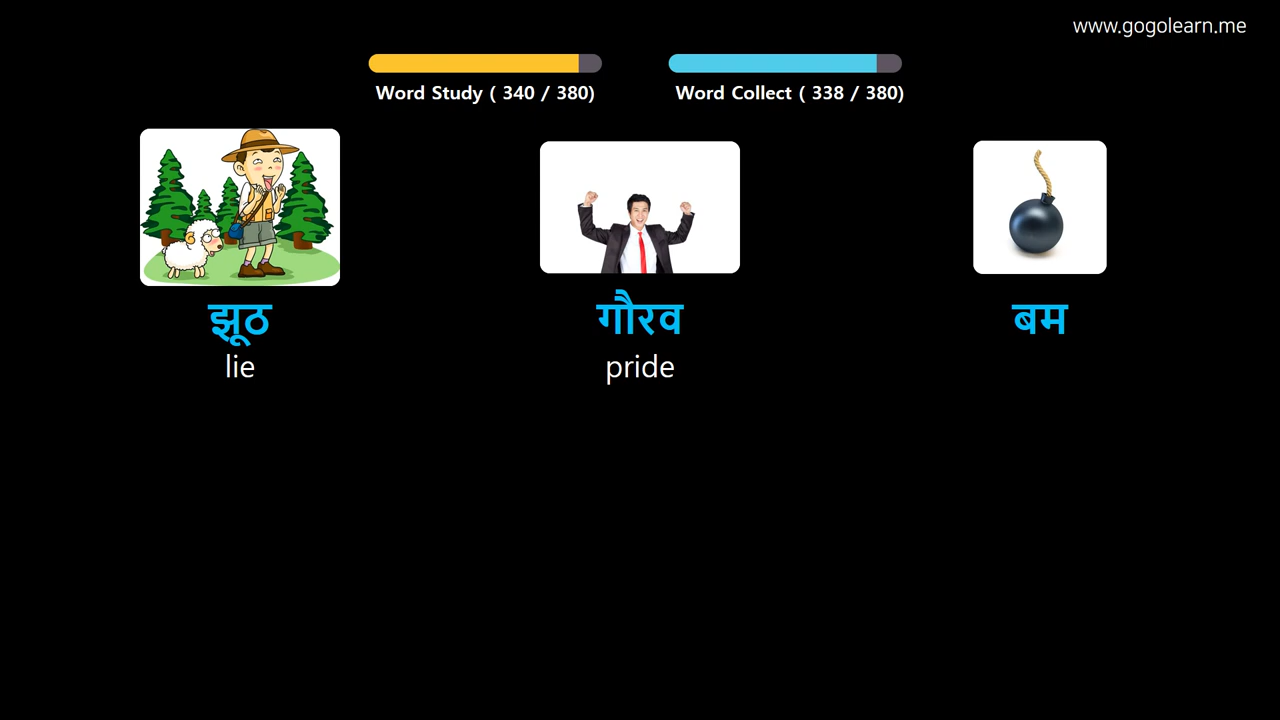 www.gogolearn.me
Word Study ( 340 / 380)
Word Collect ( 338 / 380)
झूठ
गौरव
बम
lie
pride